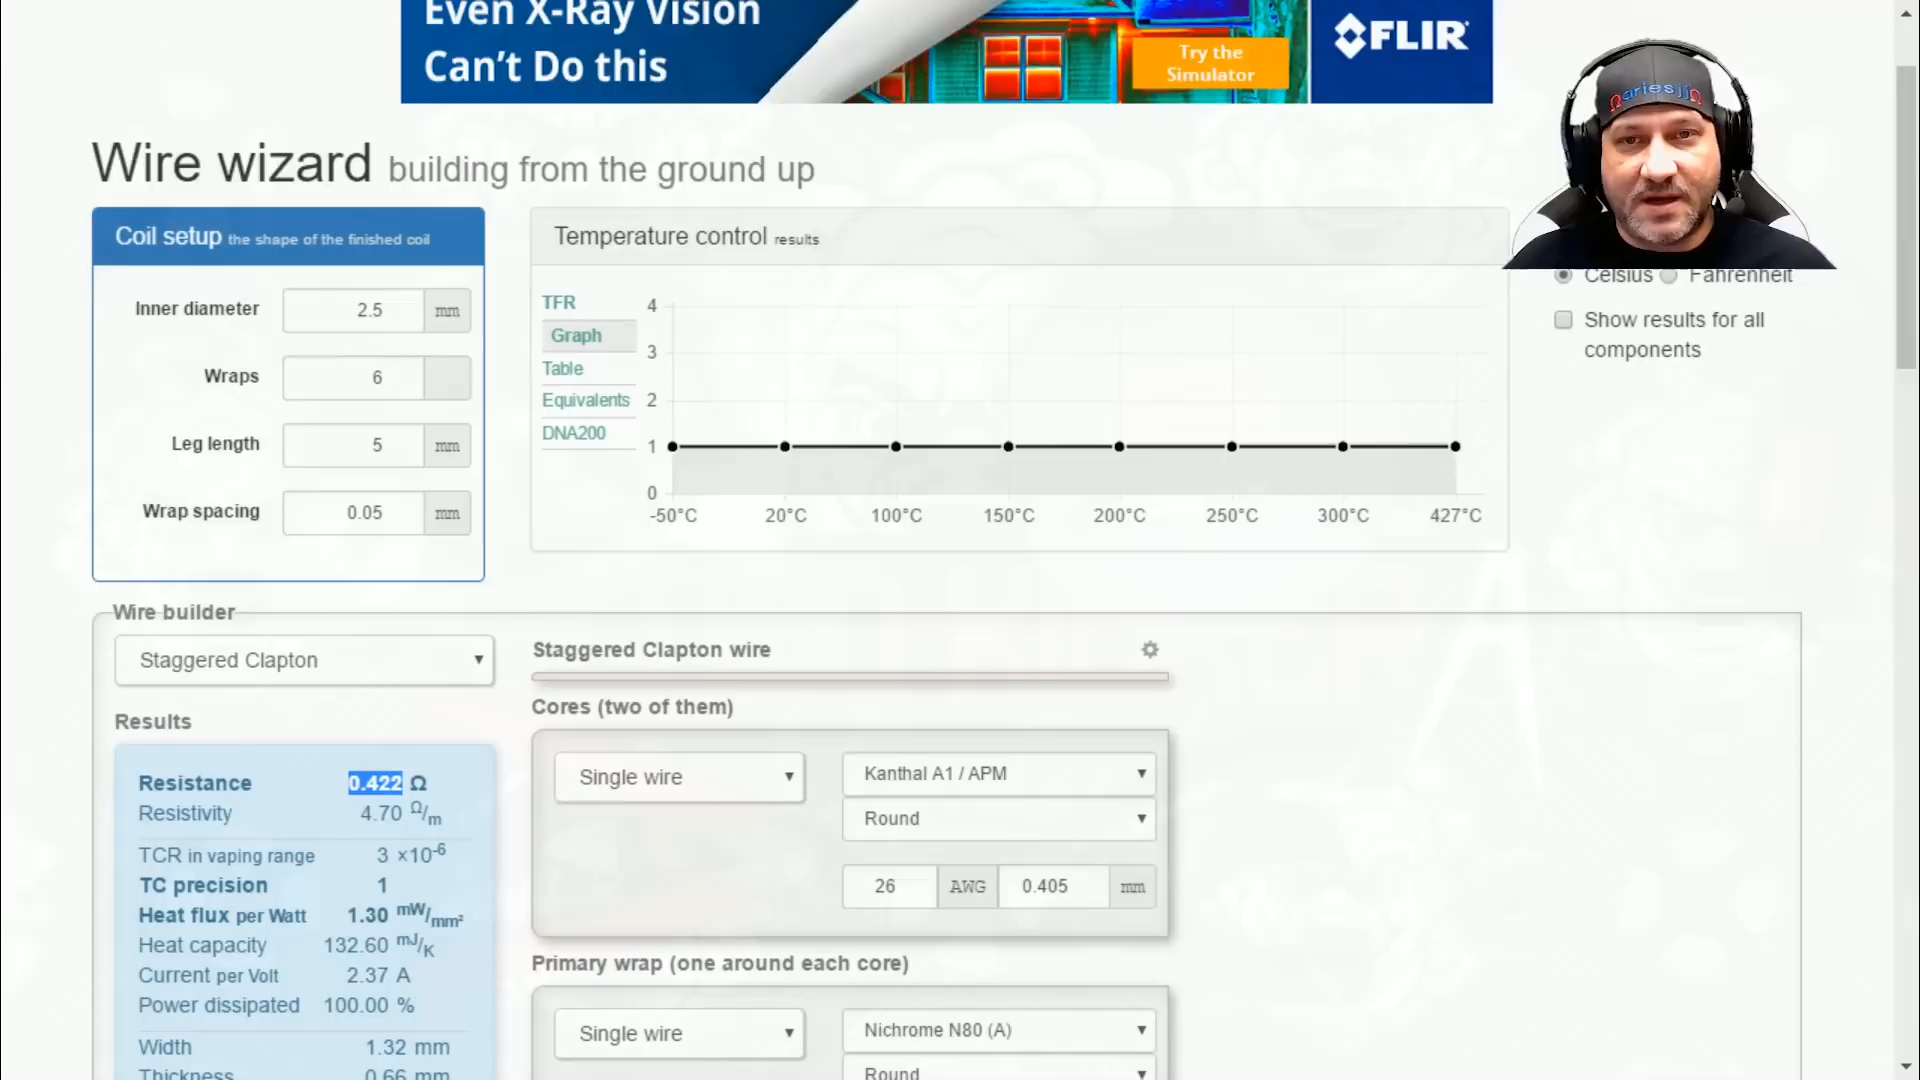 Even X-Ray Vision
Can't Do this
Try the
Simulator
FLIR
Ωariesjjiω
Wire wizard building from the ground up
Coil setup the shape of the finished coil
Inner diameter 2.5 mm
Wraps 6
Leg length 5 mm
Wrap spacing 0.05 mm
Temperature control results
TFR
Graph
Table
Equivalents
DNA200
4
3
2
1
0
-50°C 20°C 100°C 150°C 200°C 250°C 300°C 427°C
Celsius Fahrenheit
Show results for all
components
Wire builder
Staggered Clapton
Results
Resistance 0.422 Ω
Resistivity 4.70 Ω/m
TCR in vaping range 3 ×10-6
TC precision 1
Heat flux per Watt 1.30 mW/mm²
Heat capacity 132.60 mJ/K
Current per Volt 2.37 A
Power dissipated 100.00 %
Width 1.32 mm
Thickness 0.66 mm
Staggered Clapton wire
Cores (two of them)
Single wire
Kanthal A1 / APM
Round
26 AWG 0.405 mm
Primary wrap (one around each core)
Single wire
Nichrome N80 (A)
Round